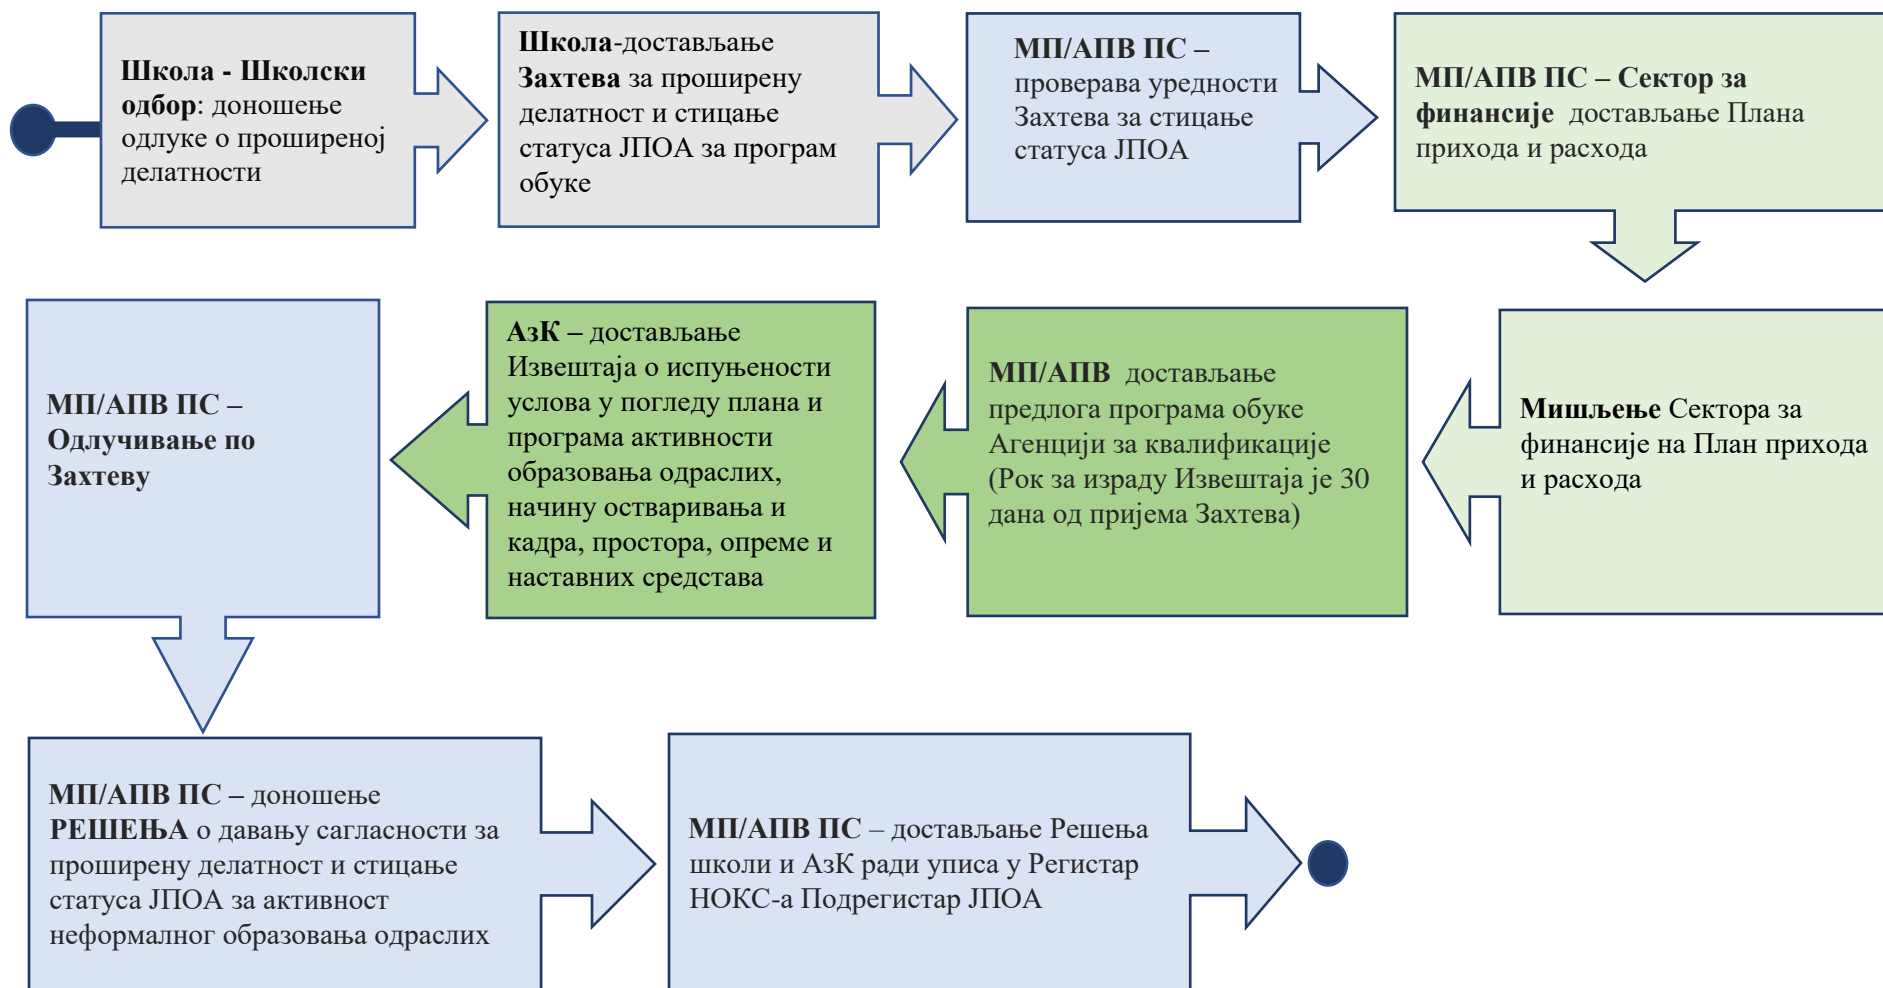 Школа - Школски
одбор: доношење
одлуке о проширеној
делатности
Школа-достављање
Захтева за проширену
делатност и стицање
статуса ЈПОА за програм
обуке
МП/АПВ ПС –
проверава уредности
Захтева за стицање
статуса ЈПОА
МП/АПВ ПС – Сектор за
финансије достављање Плана
прихода и расхода
Мишљење Сектора за
финансије на План прихода
и расхода
МП/АПВ достављање
предлога програма обуке
Агенцији за квалификације
(Рок за израду Извештаја је 30
дана од пријема Захтева)
АзК – достављање
Извештаја о испуњености
услова у погледу плана и
програма активности
образовања одраслих,
начину остваривања и
кадра, простора, опреме и
наставних средстава
МП/АПВ ПС –
Одлучивање по
Захтеву
МП/АПВ ПС – доношење
РЕШЕЊА о давању сагласности за
проширену делатност и стицање
статуса ЈПОА за активност
неформалног образовања одраслих
МП/АПВ ПС – достављање Решења
школи и АзК ради уписа у Регистар
НОКС-а Подрегистар ЈПОА